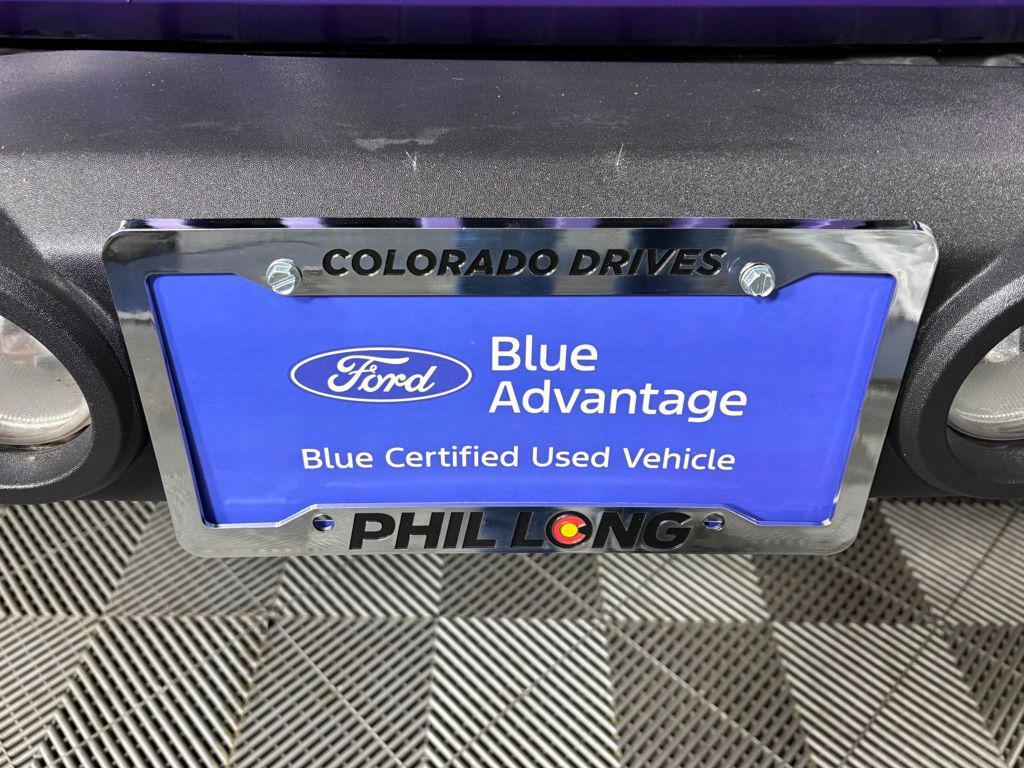 COLORADO DRIVES
Ford
Blue
Advantage
Blue Certified Used Vehicle
PHIL LONG